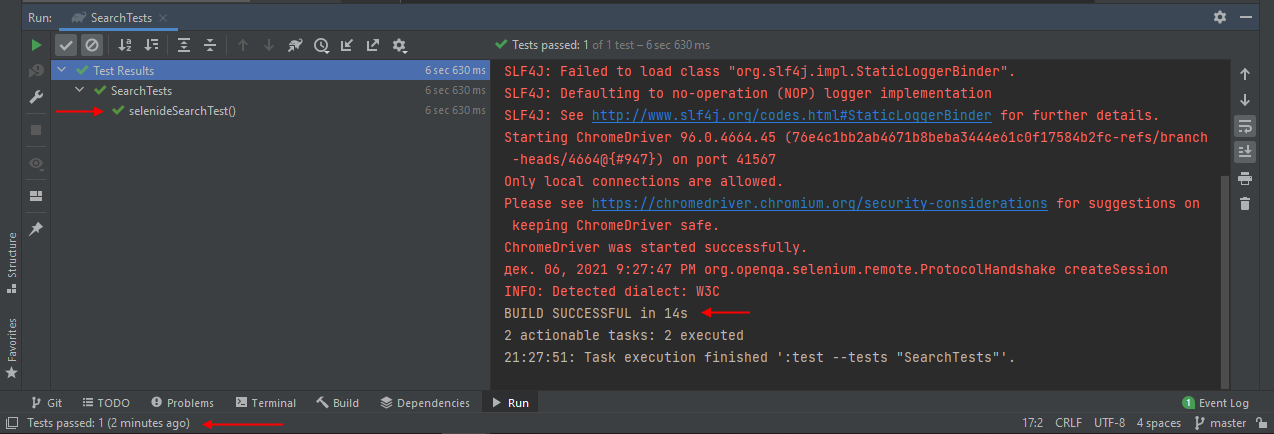 Run: SearchTests
Tests passed: 1 of 1 test – 6 sec 630 ms
Test Results 6 sec 630 ms
SearchTests 6 sec 630 ms
selenideSearchTest() 6 sec 630 ms
SLF4J: Failed to load class "org.slf4j.impl.StaticLoggerBinder".
SLF4J: Defaulting to no-operation (NOP) logger implementation
SLF4J: See http://www.slf4j.org/codes.html#StaticLoggerBinder for further details.
Starting ChromeDriver 96.0.4664.45 (76e4c1bb2ab4671b8beba3444e61c0f17584b2fc-refs/branch
-heads/4664@{#947}) on port 41567
Only local connections are allowed.
Please see https://chromedriver.chromium.org/security-considerations for suggestions on
keeping ChromeDriver safe.
ChromeDriver was started successfully.
дек. 06, 2021 9:27:47 PM org.openqa.selenium.remote.ProtocolHandshake createSession
INFO: Detected dialect: W3C
BUILD SUCCESSFUL in 14s
2 actionable tasks: 2 executed
21:27:51: Task execution finished ':test --tests "SearchTests"'.
Structure
Favorites
Git TODO Problems Terminal Build Dependencies Run 1 Event Log
Tests passed: 1 (2 minutes ago) 17:2 CRLF UTF-8 4 spaces master